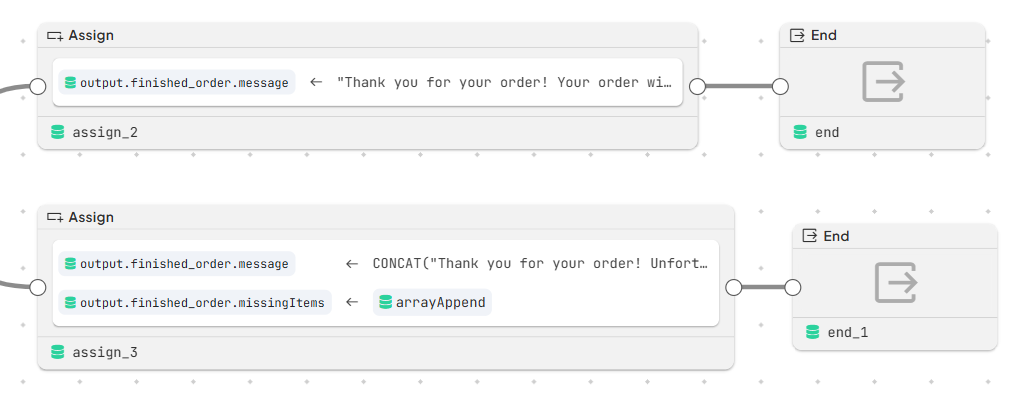 Assign
output.finished_order.message ← "Thank you for your order! Your order wi…
assign_2
End
end
Assign
output.finished_order.message ← CONCAT("Thank you for your order! Unfort…
output.finished_order.missingItems ← arrayAppend
assign_3
End
end_1